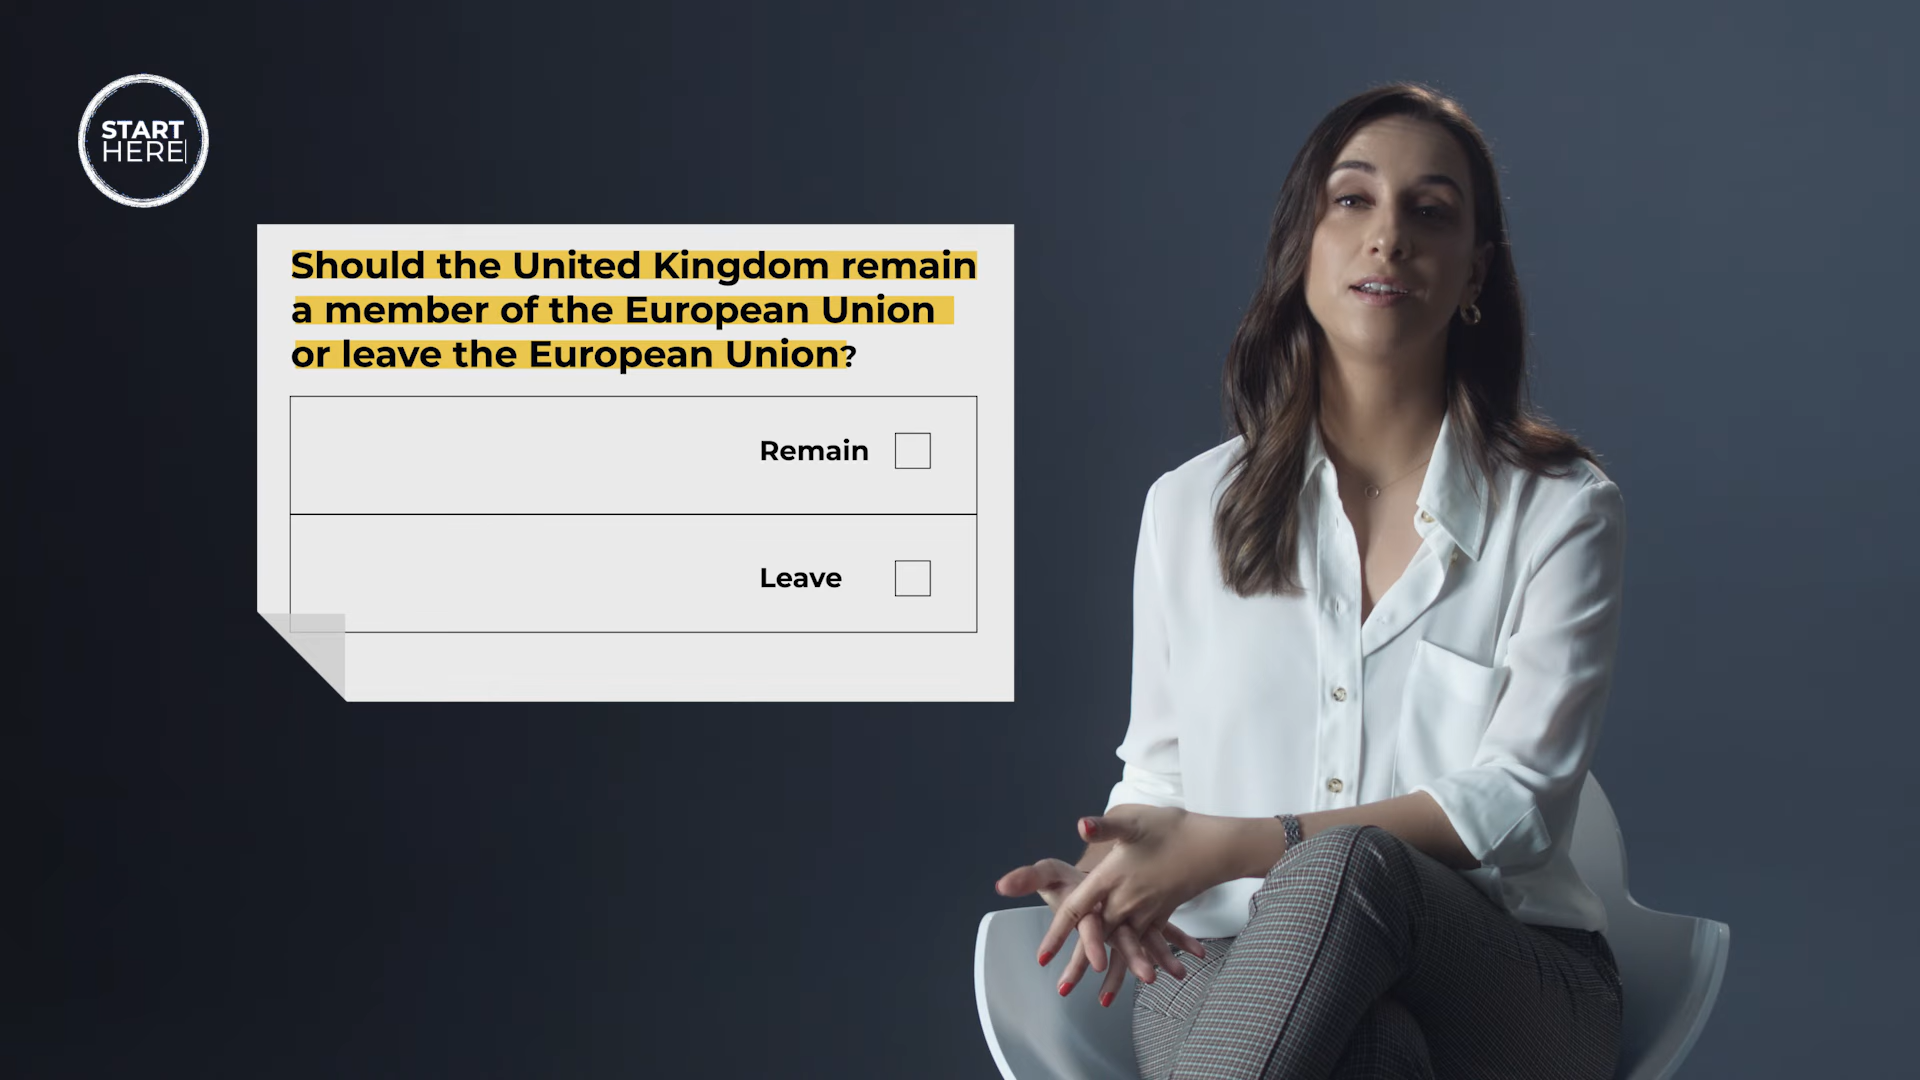 START
HERE
Should the United Kingdom remain
a member of the European Union
or leave the European Union?
Remain
Leave